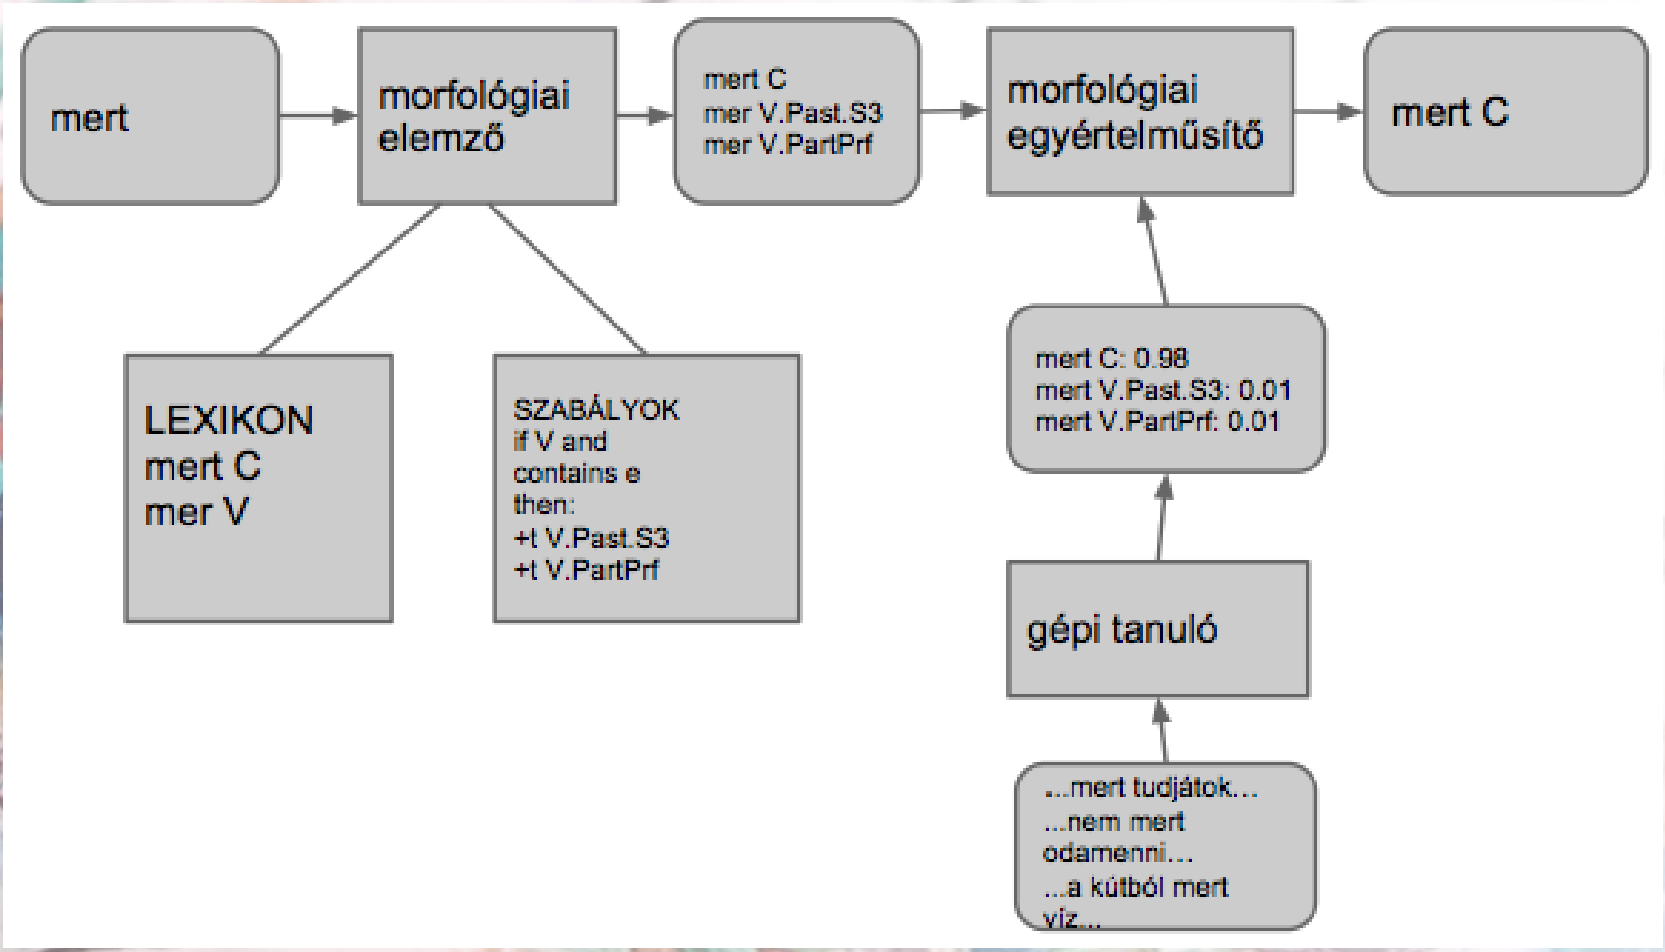 mert
morfológiai
elemző
mert C
mer V.Past.S3
mer V.PartPrf
morfológiai
egyértelműsítő
mert C
LEXIKON
mert C
mer V
SZABÁLYOK
if V and
contains e
then:
+t V.Past.S3
+t V.PartPrf
mert C: 0.98
mert V.Past.S3: 0.01
mert V.PartPrf: 0.01
gépi tanuló
...mert tudjátok...
...nem mert
odamenni...
...a kútból mert
víz...